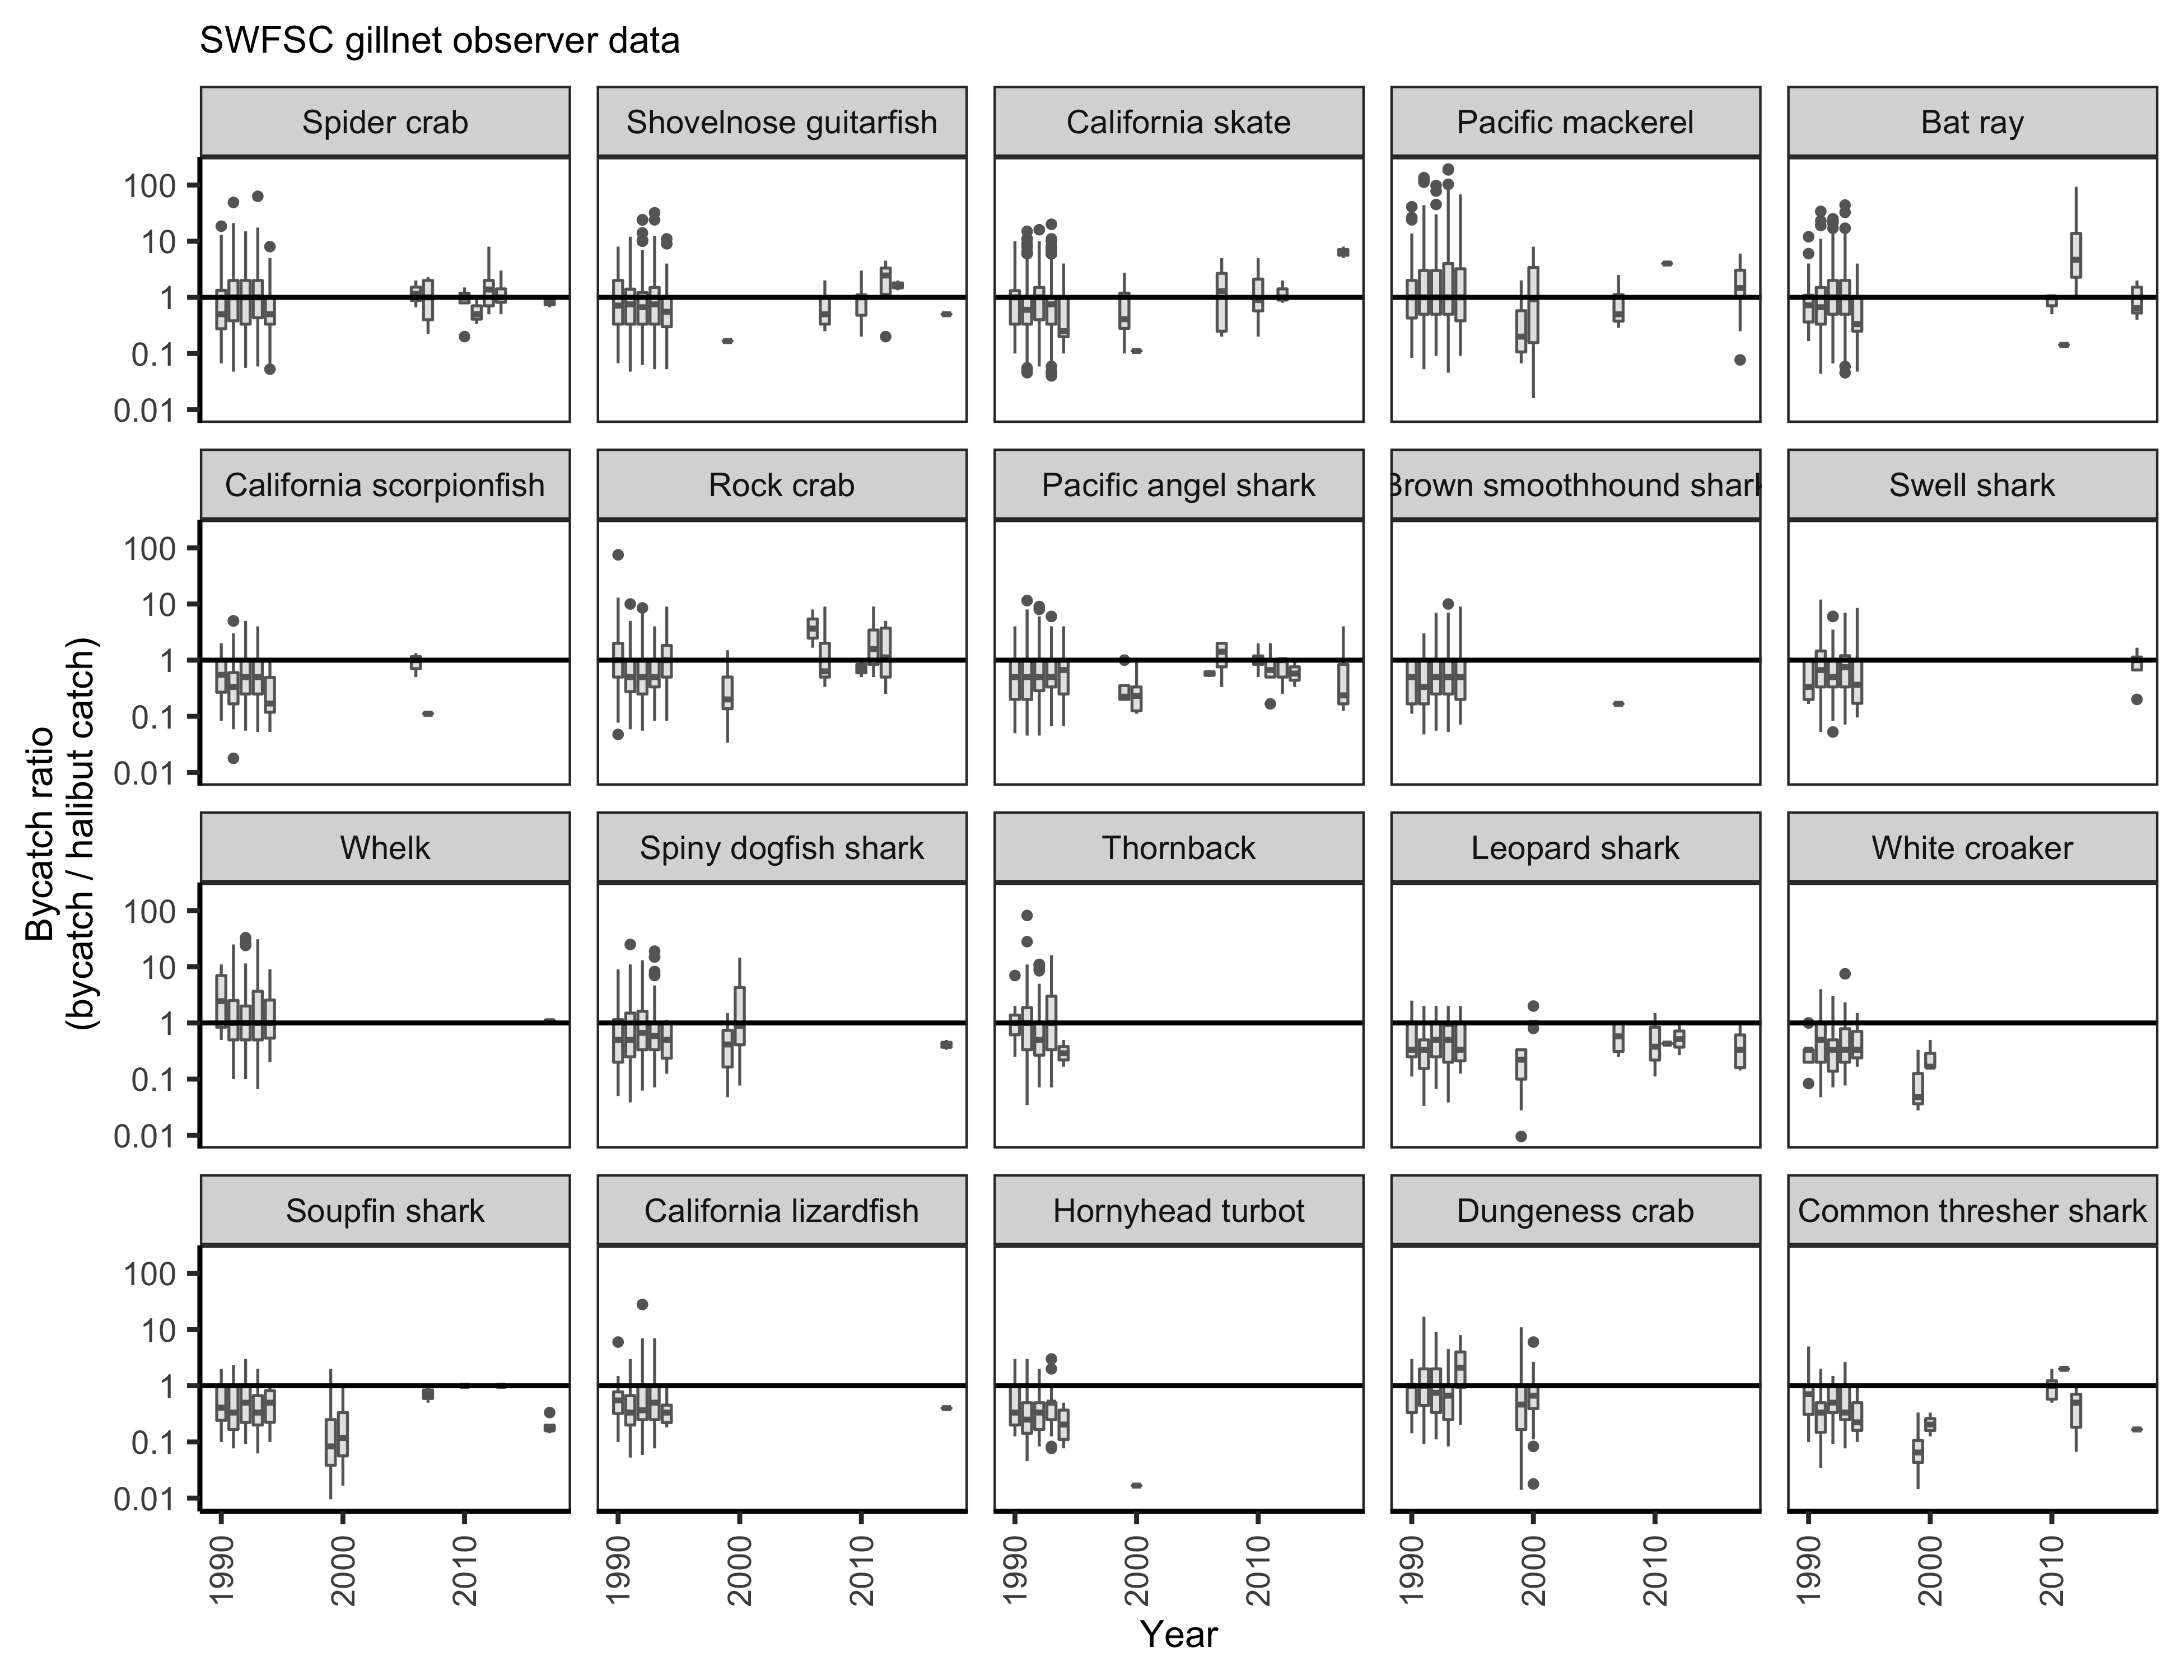 SWFSC gillnet observer data
Spider crab
Shovelnose guitarfish
California skate
Pacific mackerel
Bat ray
100
10
1
0.1
0.01
California scorpionfish
Rock crab
Pacific angel shark
Brown smoothhound shark
Swell shark
100
10
1
0.1
0.01
Whelk
Spiny dogfish shark
Thornback
Leopard shark
White croaker
100
10
1
0.1
0.01
Soupfin shark
California lizardfish
Hornyhead turbot
Dungeness crab
Common thresher shark
100
10
1
0.1
0.01
1990
2000
2010
1990
2000
2010
1990
2000
2010
1990
2000
2010
1990
2000
2010
Year
Bycatch ratio
(bycatch / halibut catch)